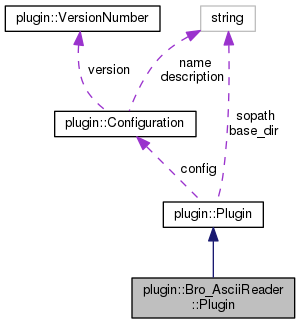 plugin::VersionNumber
string
version
name
description
plugin::Configuration
sopath
base_dir
config
plugin::Plugin
plugin::Bro_AsciiReader
::Plugin